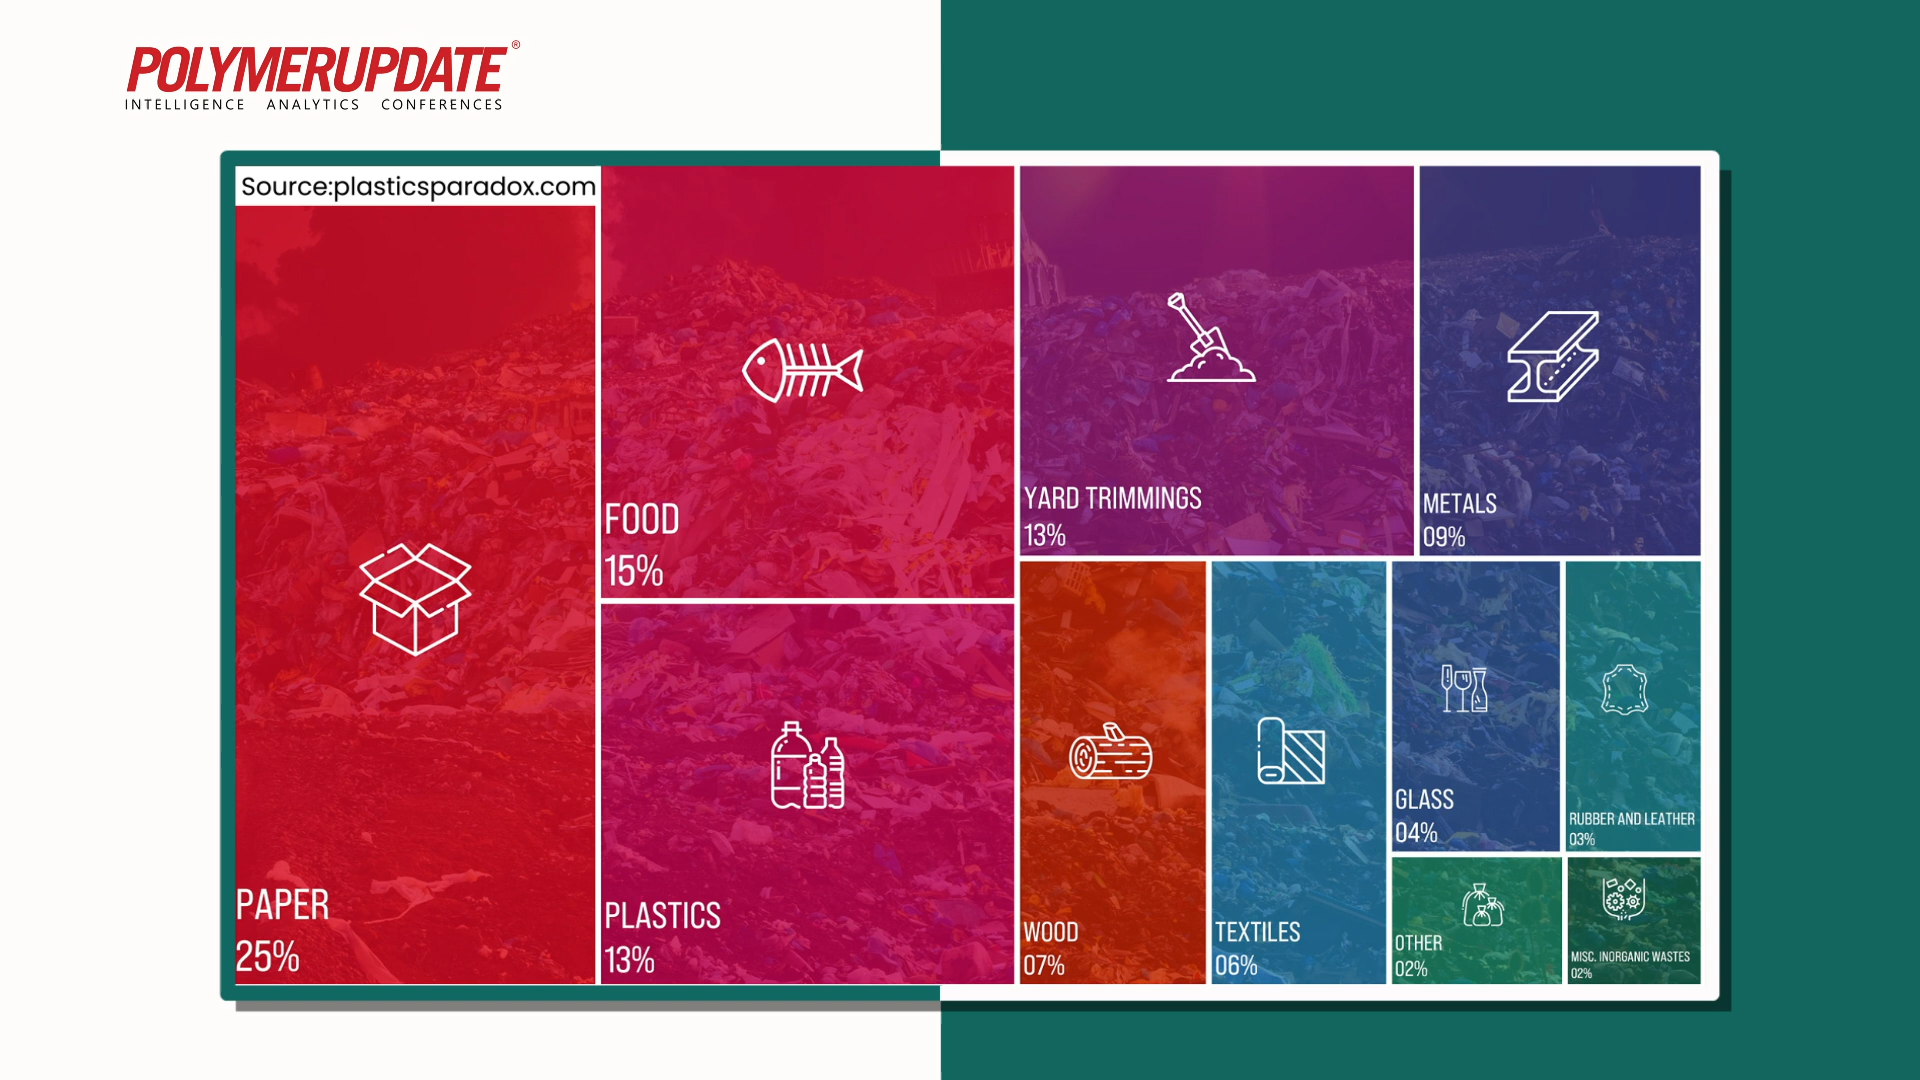 POLYMERUPDATE®
INTELLIGENCE ANALYTICS CONFERENCES
Source:plasticsparadox.com
PAPER
25%
FOOD
15%
PLASTICS
13%
YARD TRIMMINGS
13%
METALS
09%
WOOD
07%
TEXTILES
06%
GLASS
04%
RUBBER AND LEATHER
03%
OTHER
02%
MISC. INORGANIC WASTES
02%